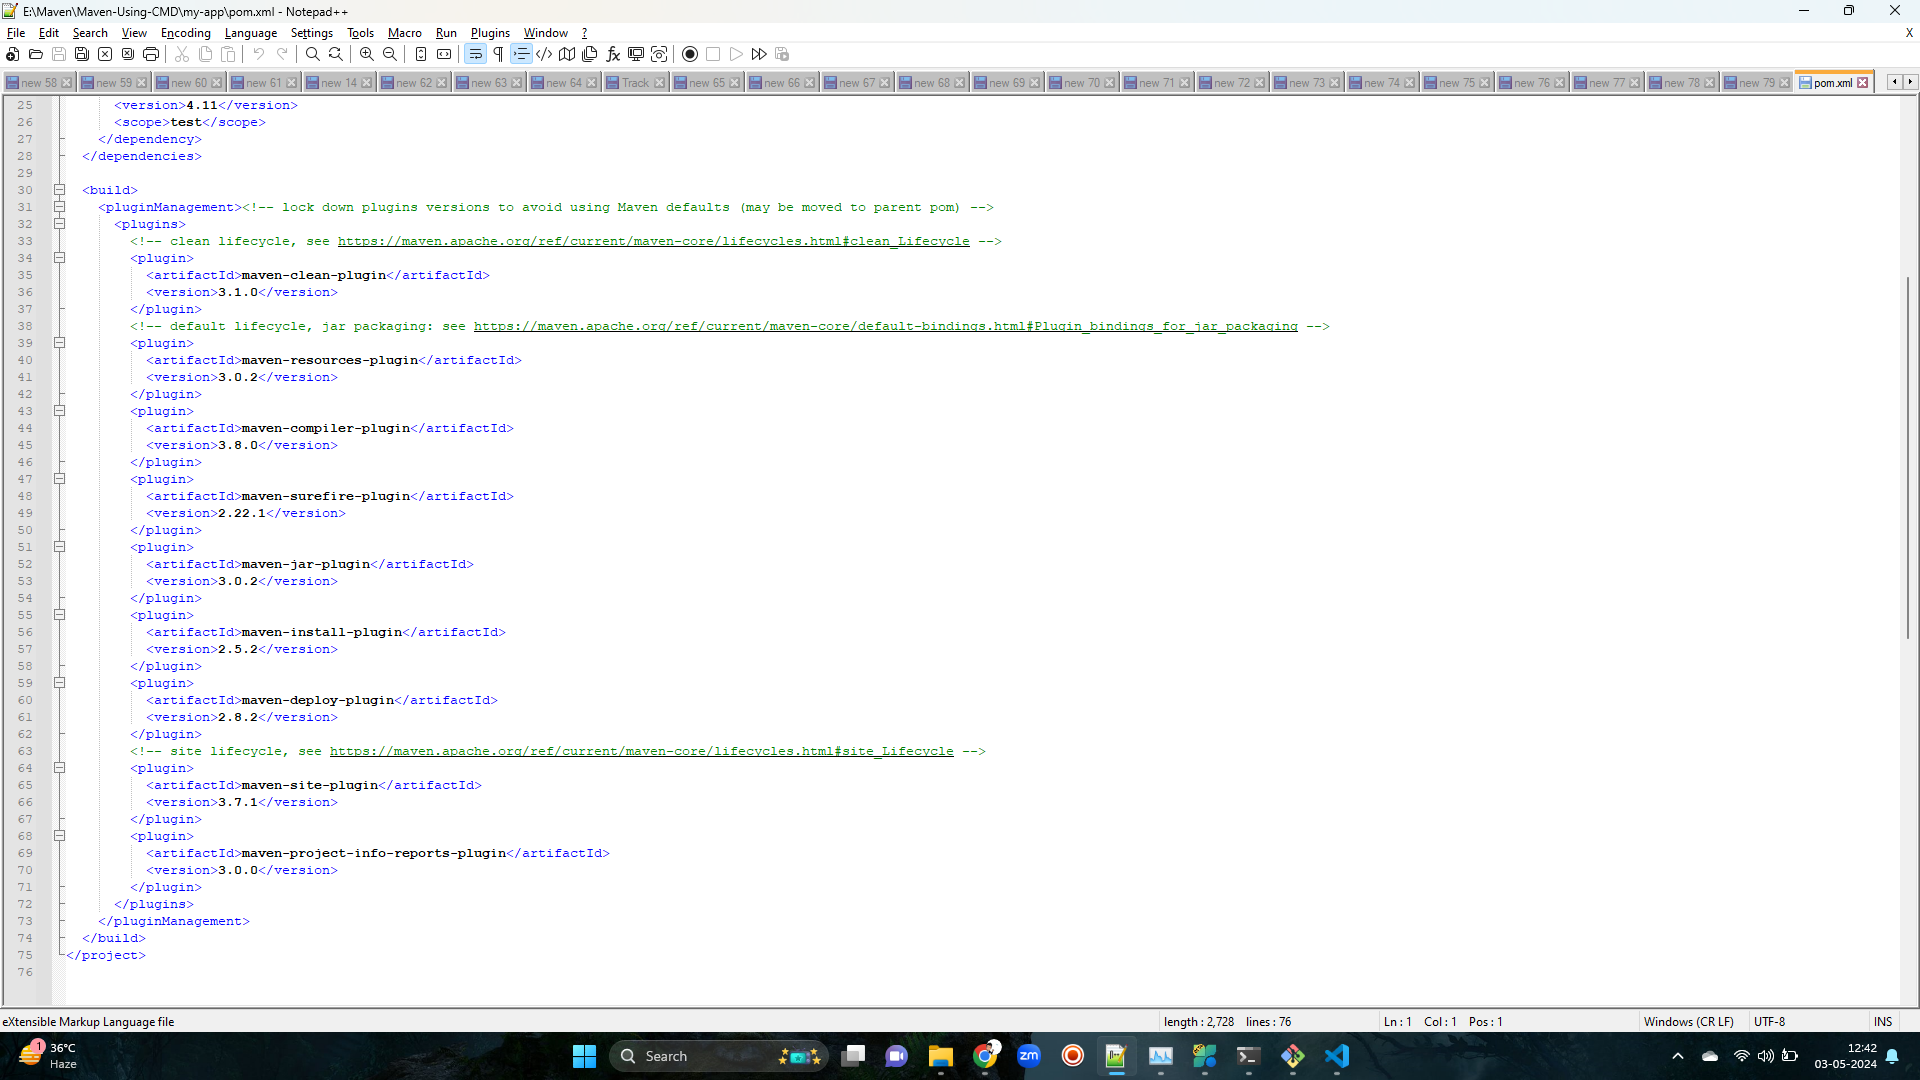 E:\Maven\Maven-Using-CMD\my-app\pom.xml - Notepad++
File Edit Search View Encoding Language Settings Tools Macro Run Plugins Window ? X
new 58 new 59 new 60 new 61 new 14 new 62 new 63 new 64 Track new 65 new 66 new 67 new 68 new 69 new 70 new 71 new 72 new 73 new 74 new 75 new 76 new 77 new 78 new 79 pom.xml
25 <version>4.11</version>
26 <scope>test</scope>
27 </dependency>
28 </dependencies>
29
30 <build>
31 <pluginManagement><!-- lock down plugins versions to avoid using Maven defaults (may be moved to parent pom) -->
32 <plugins>
33 <!-- clean lifecycle, see https://maven.apache.org/ref/current/maven-core/lifecycles.html#clean_Lifecycle -->
34 <plugin>
35 <artifactId>maven-clean-plugin</artifactId>
36 <version>3.1.0</version>
37 </plugin>
38 <!-- default lifecycle, jar packaging: see https://maven.apache.org/ref/current/maven-core/default-bindings.html#Plugin_bindings_for_jar_packaging -->
39 <plugin>
40 <artifactId>maven-resources-plugin</artifactId>
41 <version>3.0.2</version>
42 </plugin>
43 <plugin>
44 <artifactId>maven-compiler-plugin</artifactId>
45 <version>3.8.0</version>
46 </plugin>
47 <plugin>
48 <artifactId>maven-surefire-plugin</artifactId>
49 <version>2.22.1</version>
50 </plugin>
51 <plugin>
52 <artifactId>maven-jar-plugin</artifactId>
53 <version>3.0.2</version>
54 </plugin>
55 <plugin>
56 <artifactId>maven-install-plugin</artifactId>
57 <version>2.5.2</version>
58 </plugin>
59 <plugin>
60 <artifactId>maven-deploy-plugin</artifactId>
61 <version>2.8.2</version>
62 </plugin>
63 <!-- site lifecycle, see https://maven.apache.org/ref/current/maven-core/lifecycles.html#site_Lifecycle -->
64 <plugin>
65 <artifactId>maven-site-plugin</artifactId>
66 <version>3.7.1</version>
67 </plugin>
68 <plugin>
69 <artifactId>maven-project-info-reports-plugin</artifactId>
70 <version>3.0.0</version>
71 </plugin>
72 </plugins>
73 </pluginManagement>
74 </build>
75 </project>
76
eXtensible Markup Language file length : 2,728 lines : 76 Ln : 1 Col : 1 Pos : 1 Windows (CR LF) UTF-8 INS
1 36°C Search zm 12:42
Haze 03-05-2024